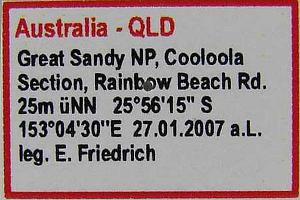 Australia - QLD
Great Sandy NP, Cooloola
Section, Rainbow Beach Rd.
25m üNN 25°56'15" S
153°04'30"E 27.01.2007 a.L.
leg. E. Friedrich